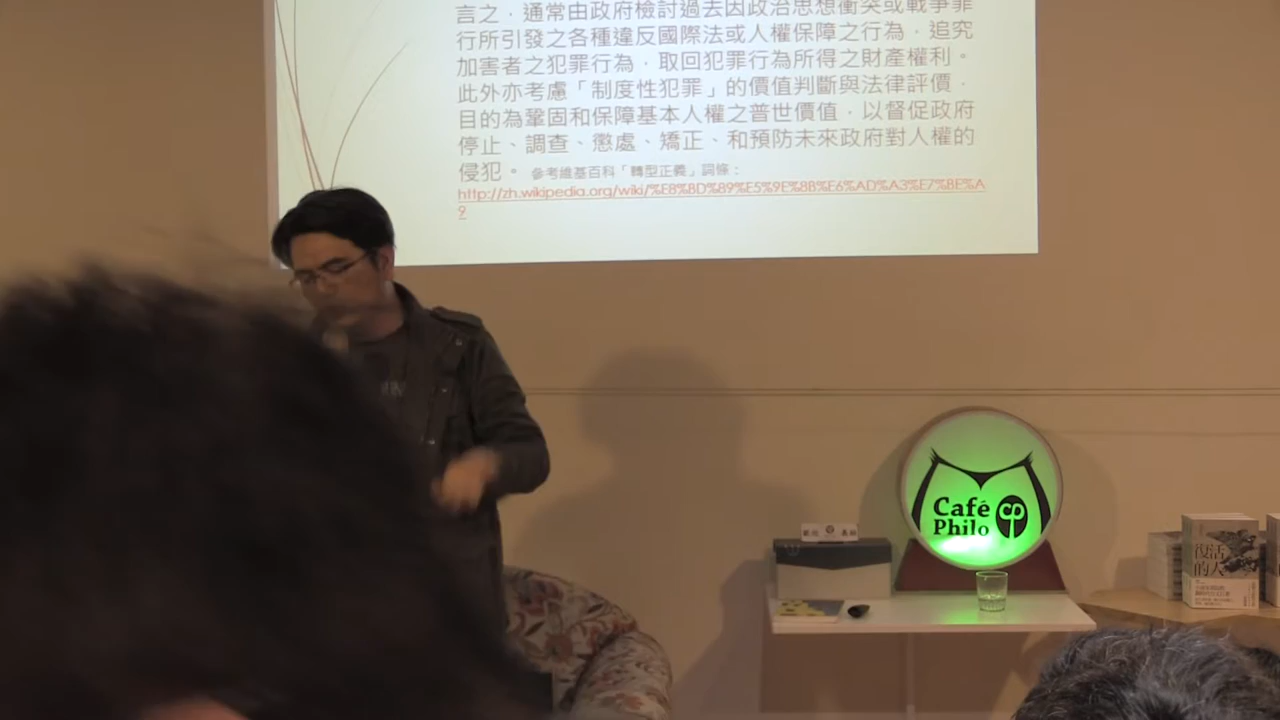 言之，通常由政府檢討過去因政治思想衝突或戰爭罪
行所引發之各種違反國際法或人權保障之行為，追究
加害者之犯罪行為，取回犯罪行為所得之財產權利。
此外亦考慮「制度性犯罪」的價值判斷與法律評價，
目的為鞏固和保障基本人權之普世價值，以督促政府
停止、調查、懲處、矯正、和預防未來政府對人權的
侵犯。參考維基百科「轉型正義」詞條：
http://zh.wikipedia.org/wiki/%E8%BD%89%E5%9E%8B%E6%AD%A3%E7%BE%A
9
Café
Philo
復活
的人